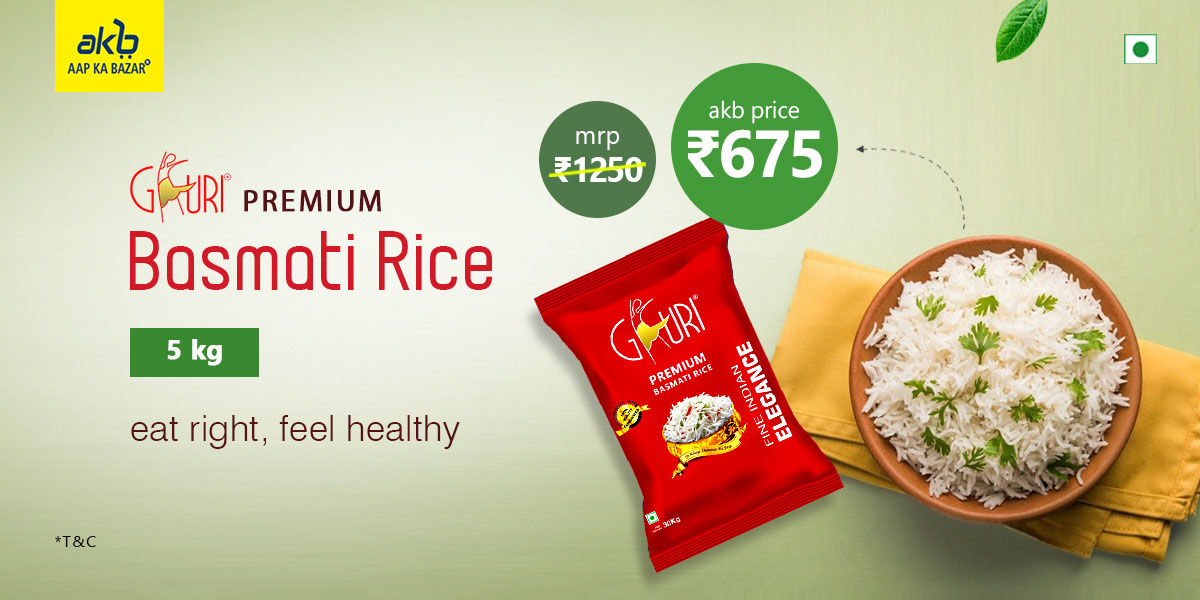 akb
AAP KA BAZAR
GAURI® PREMIUM
Basmati Rice
5 kg
eat right, feel healthy
*T&C
mrp
₹1250
akb price
₹675
GAURI®
PREMIUM
BASMATI RICE
FINE INDIAN
ELEGANCE
30Kg